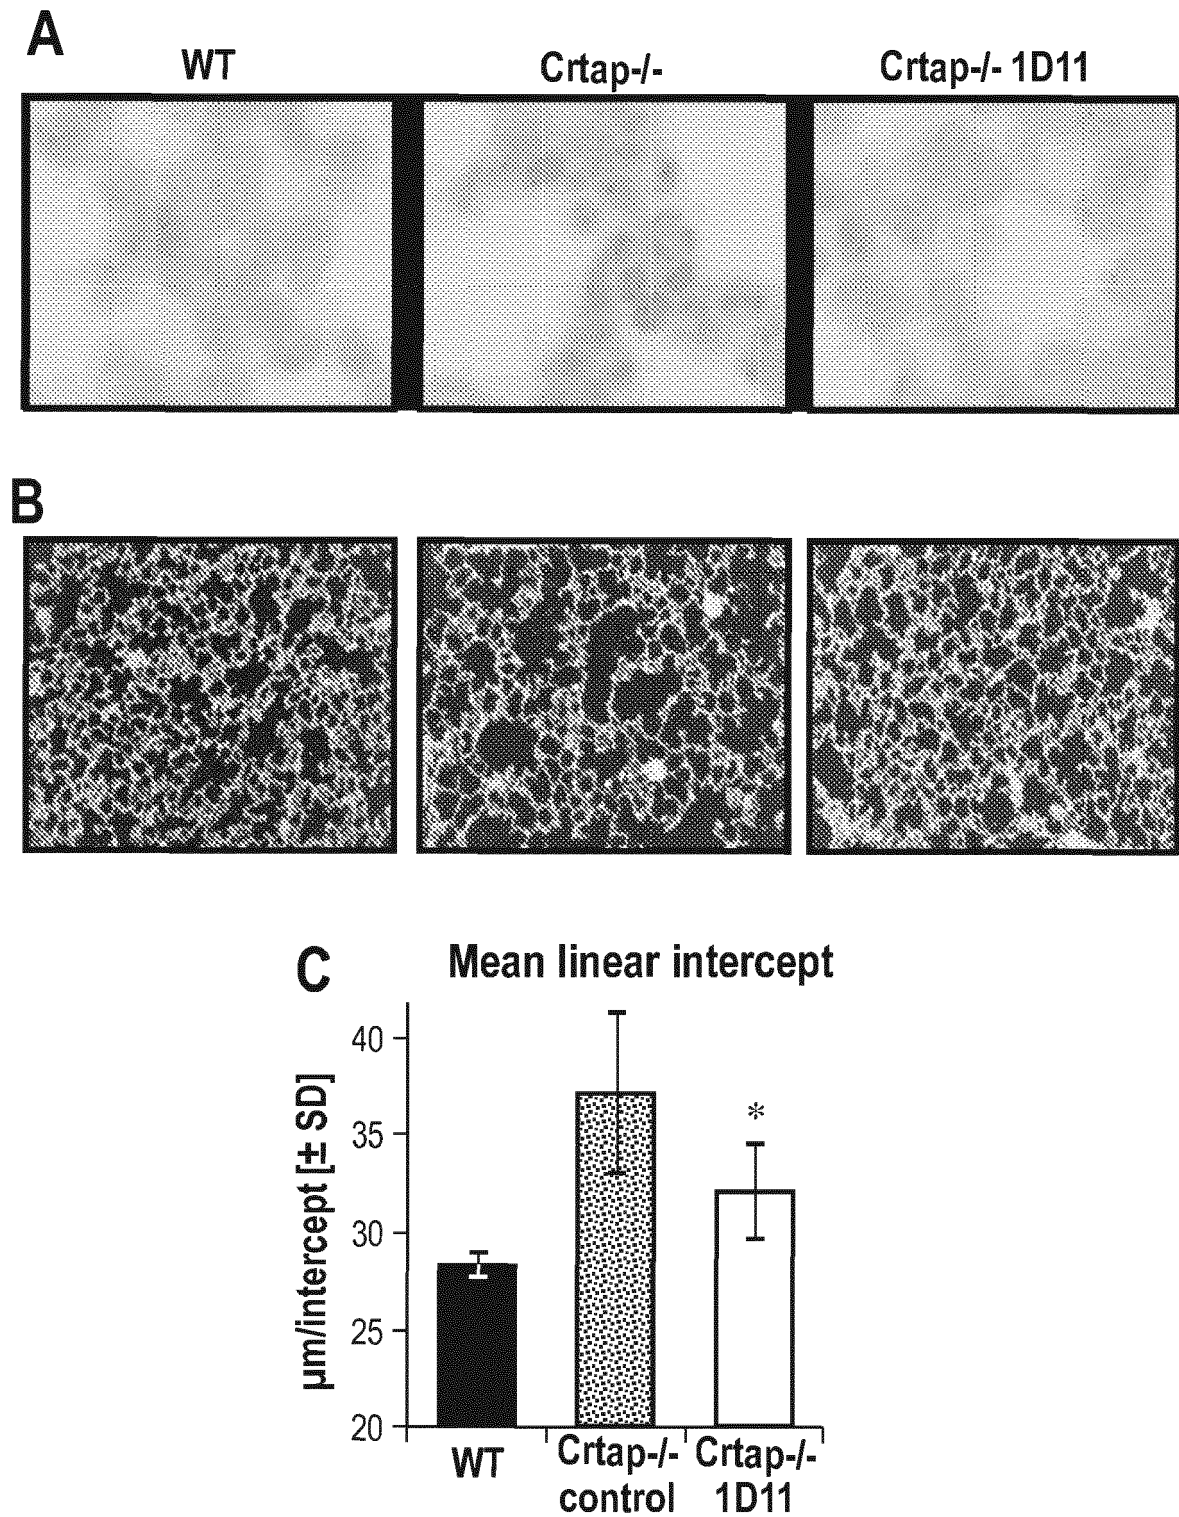 A
WT
Crtap-/-
Crtap-/- 1D11
B
C
Mean linear intercept
µm/intercept [± SD]
40
35
30
25
20
*
WT
Crtap-/-
control
Crtap-/-
1D11